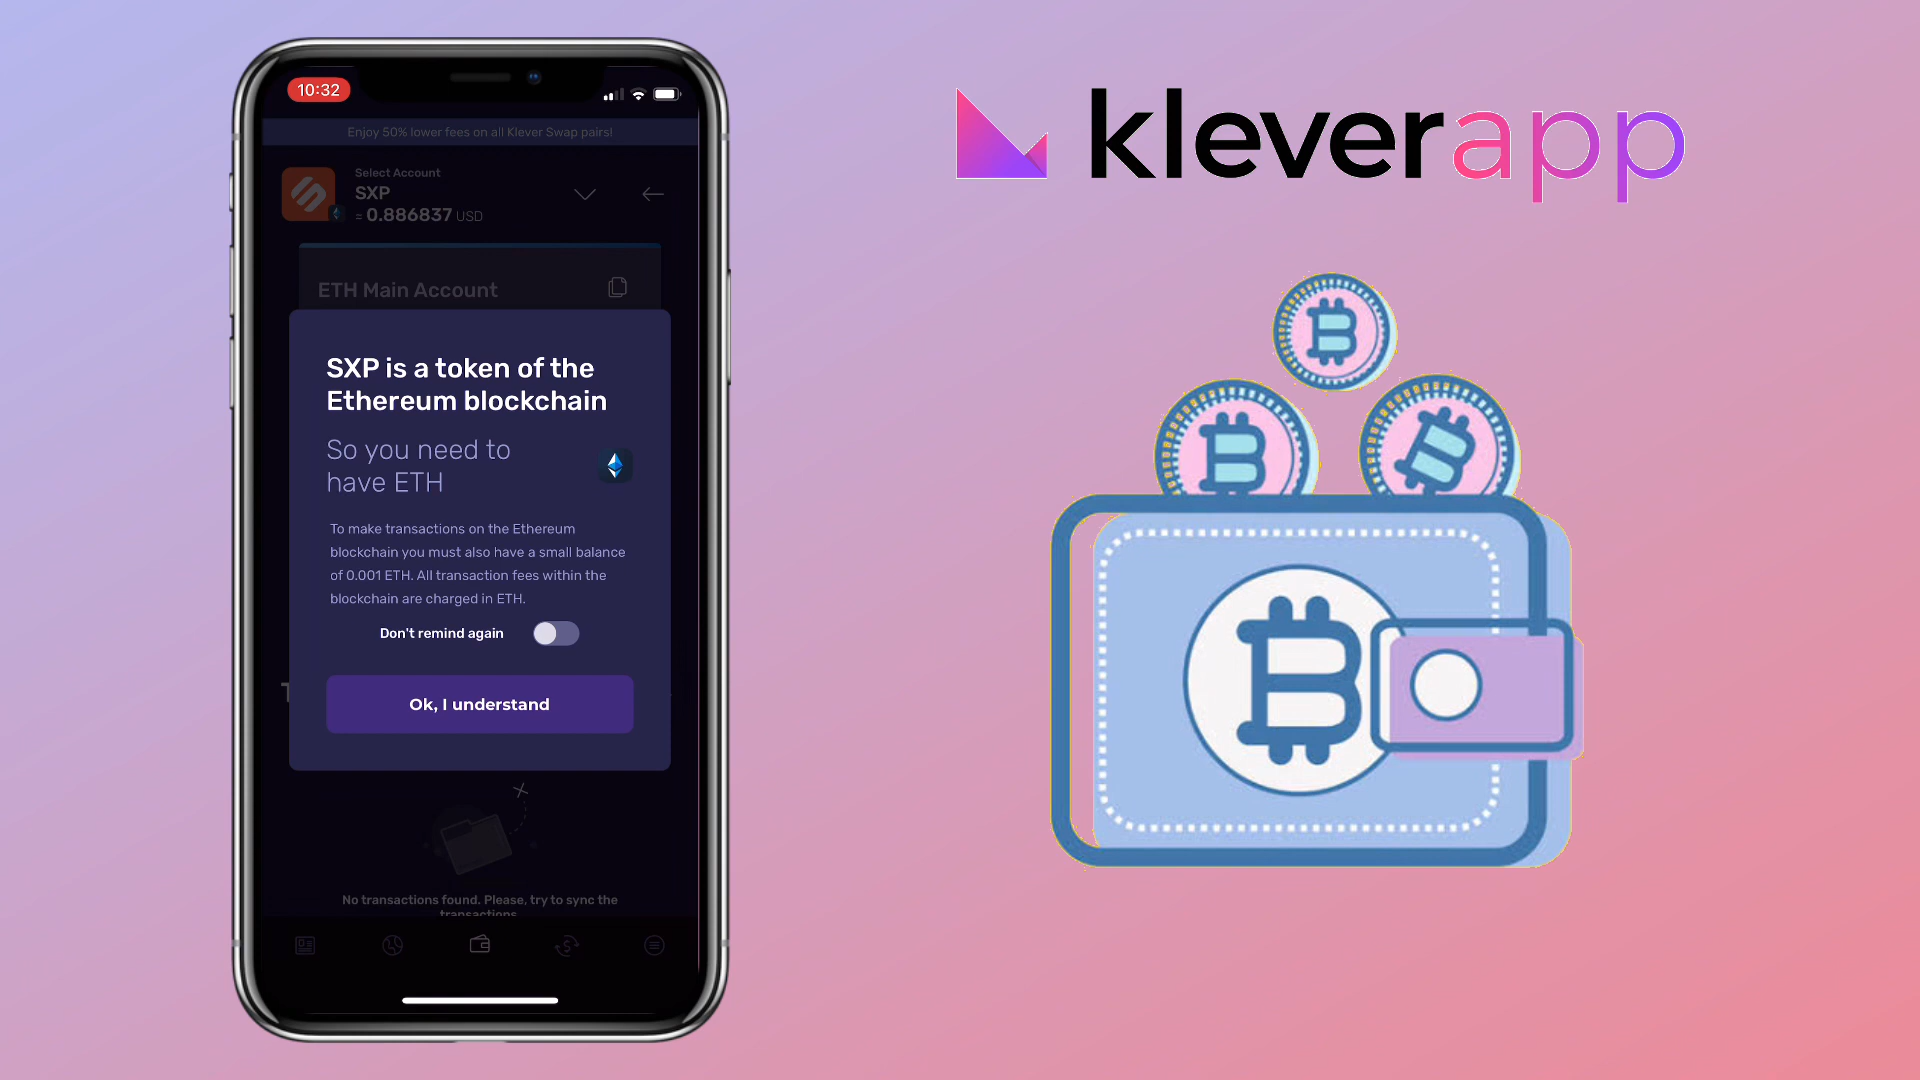 10:32
Enjoy 50% lower fees on all Klever Swap pairs!
Select Account
SXP
= 0.886837 USD
ETH Main Account
SXP is a token of the
Ethereum blockchain
So you need to
have ETH
To make transactions on the Ethereum
blockchain you must also have a small balance
of 0.001 ETH. All transaction fees within the
blockchain are charged in ETH.
Don't remind again
Ok, I understand
No transactions found. Please, try to sync the
transactions
kleverapp